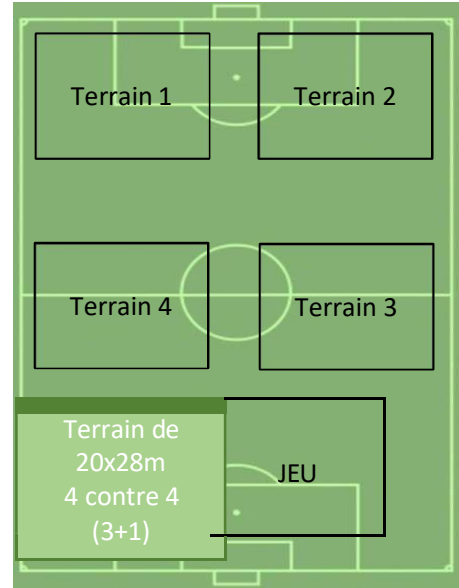 Terrain 1
Terrain 2
Terrain 4
Terrain 3
Terrain de
20x28m
4 contre 4
(3+1)
JEU